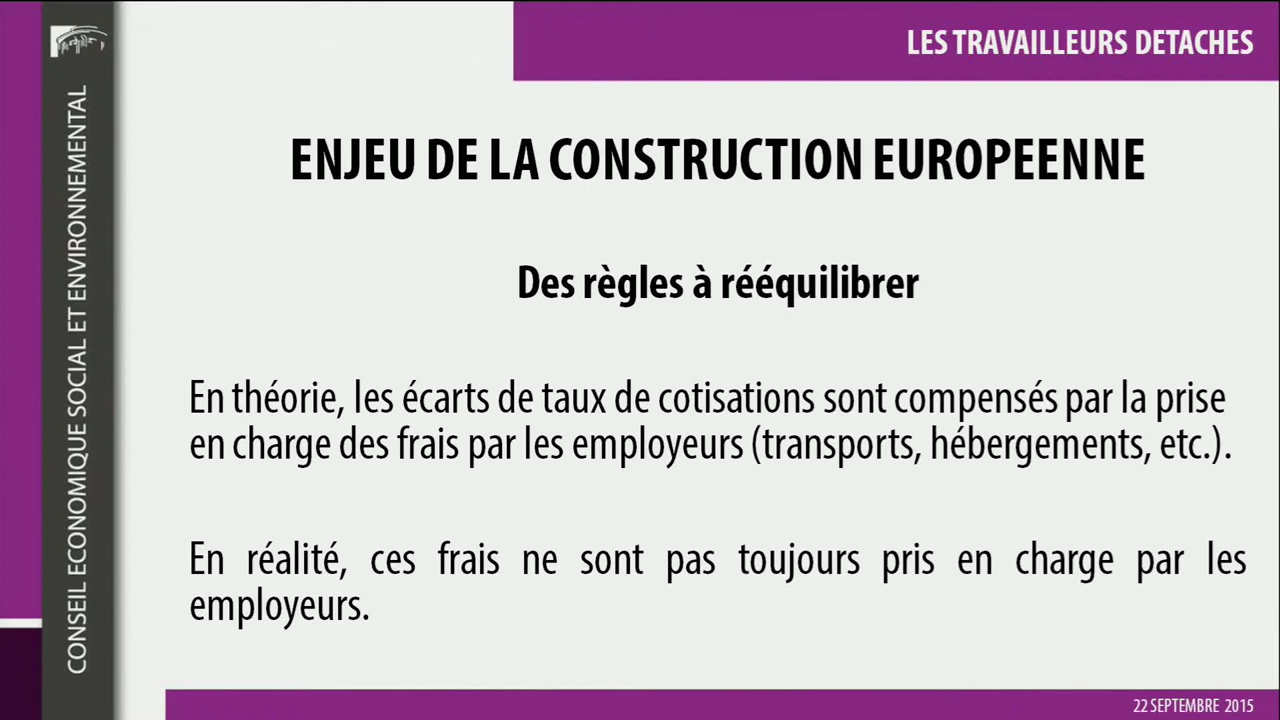 LES TRAVAILLEURS DETACHES
CONSEIL ECONOMIQUE SOCIAL ET ENVIRONNEMENTAL
ENJEU DE LA CONSTRUCTION EUROPEENNE
Des règles à rééquilibrer
En théorie, les écarts de taux de cotisations sont compensés par la prise
en charge des frais par les employeurs (transports, hébergements, etc.).
En réalité, ces frais ne sont pas toujours pris en charge par les
employeurs.
22 SEPTEMBRE 2015